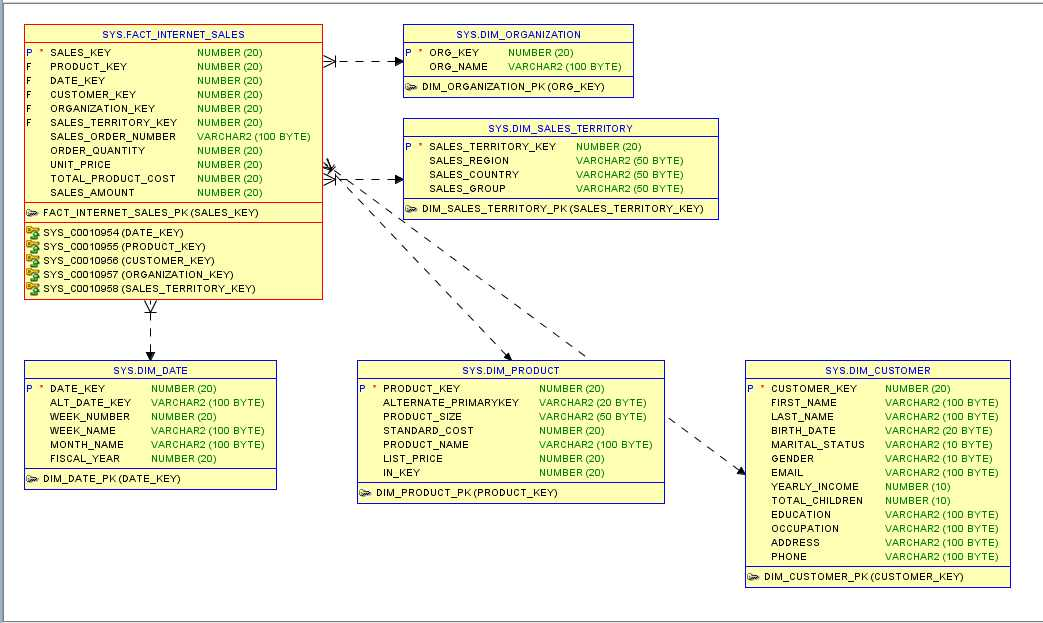 SYS.FACT_INTERNET_SALES
P * SALES_KEY NUMBER (20)
F PRODUCT_KEY NUMBER (20)
F DATE_KEY NUMBER (20)
F CUSTOMER_KEY NUMBER (20)
F ORGANIZATION_KEY NUMBER (20)
F SALES_TERRITORY_KEY NUMBER (20)
SALES_ORDER_NUMBER VARCHAR2 (100 BYTE)
ORDER_QUANTITY NUMBER (20)
UNIT_PRICE NUMBER (20)
TOTAL_PRODUCT_COST NUMBER (20)
SALES_AMOUNT NUMBER (20)
FACT_INTERNET_SALES_PK (SALES_KEY)
SYS_C0010954 (DATE_KEY)
SYS_C0010955 (PRODUCT_KEY)
SYS_C0010956 (CUSTOMER_KEY)
SYS_C0010957 (ORGANIZATION_KEY)
SYS_C0010958 (SALES_TERRITORY_KEY)
SYS.DIM_ORGANIZATION
P * ORG_KEY NUMBER (20)
ORG_NAME VARCHAR2 (100 BYTE)
DIM_ORGANIZATION_PK (ORG_KEY)
SYS.DIM_SALES_TERRITORY
P * SALES_TERRITORY_KEY NUMBER (20)
SALES_REGION VARCHAR2 (50 BYTE)
SALES_COUNTRY VARCHAR2 (50 BYTE)
SALES_GROUP VARCHAR2 (50 BYTE)
DIM_SALES_TERRITORY_PK (SALES_TERRITORY_KEY)
SYS.DIM_DATE
P * DATE_KEY NUMBER (20)
ALT_DATE_KEY VARCHAR2 (100 BYTE)
WEEK_NUMBER NUMBER (20)
WEEK_NAME VARCHAR2 (100 BYTE)
MONTH_NAME VARCHAR2 (100 BYTE)
FISCAL_YEAR NUMBER (20)
DIM_DATE_PK (DATE_KEY)
SYS.DIM_PRODUCT
P * PRODUCT_KEY NUMBER (20)
ALTERNATE_PRIMARYKEY VARCHAR2 (20 BYTE)
PRODUCT_SIZE VARCHAR2 (50 BYTE)
STANDARD_COST NUMBER (20)
PRODUCT_NAME VARCHAR2 (100 BYTE)
LIST_PRICE NUMBER (20)
IN_KEY NUMBER (20)
DIM_PRODUCT_PK (PRODUCT_KEY)
SYS.DIM_CUSTOMER
P * CUSTOMER_KEY NUMBER (20)
FIRST_NAME VARCHAR2 (100 BYTE)
LAST_NAME VARCHAR2 (100 BYTE)
BIRTH_DATE VARCHAR2 (20 BYTE)
MARITAL_STATUS VARCHAR2 (10 BYTE)
GENDER VARCHAR2 (10 BYTE)
EMAIL VARCHAR2 (100 BYTE)
YEARLY_INCOME NUMBER (10)
TOTAL_CHILDREN NUMBER (10)
EDUCATION VARCHAR2 (100 BYTE)
OCCUPATION VARCHAR2 (100 BYTE)
ADDRESS VARCHAR2 (100 BYTE)
PHONE VARCHAR2 (100 BYTE)
DIM_CUSTOMER_PK (CUSTOMER_KEY)